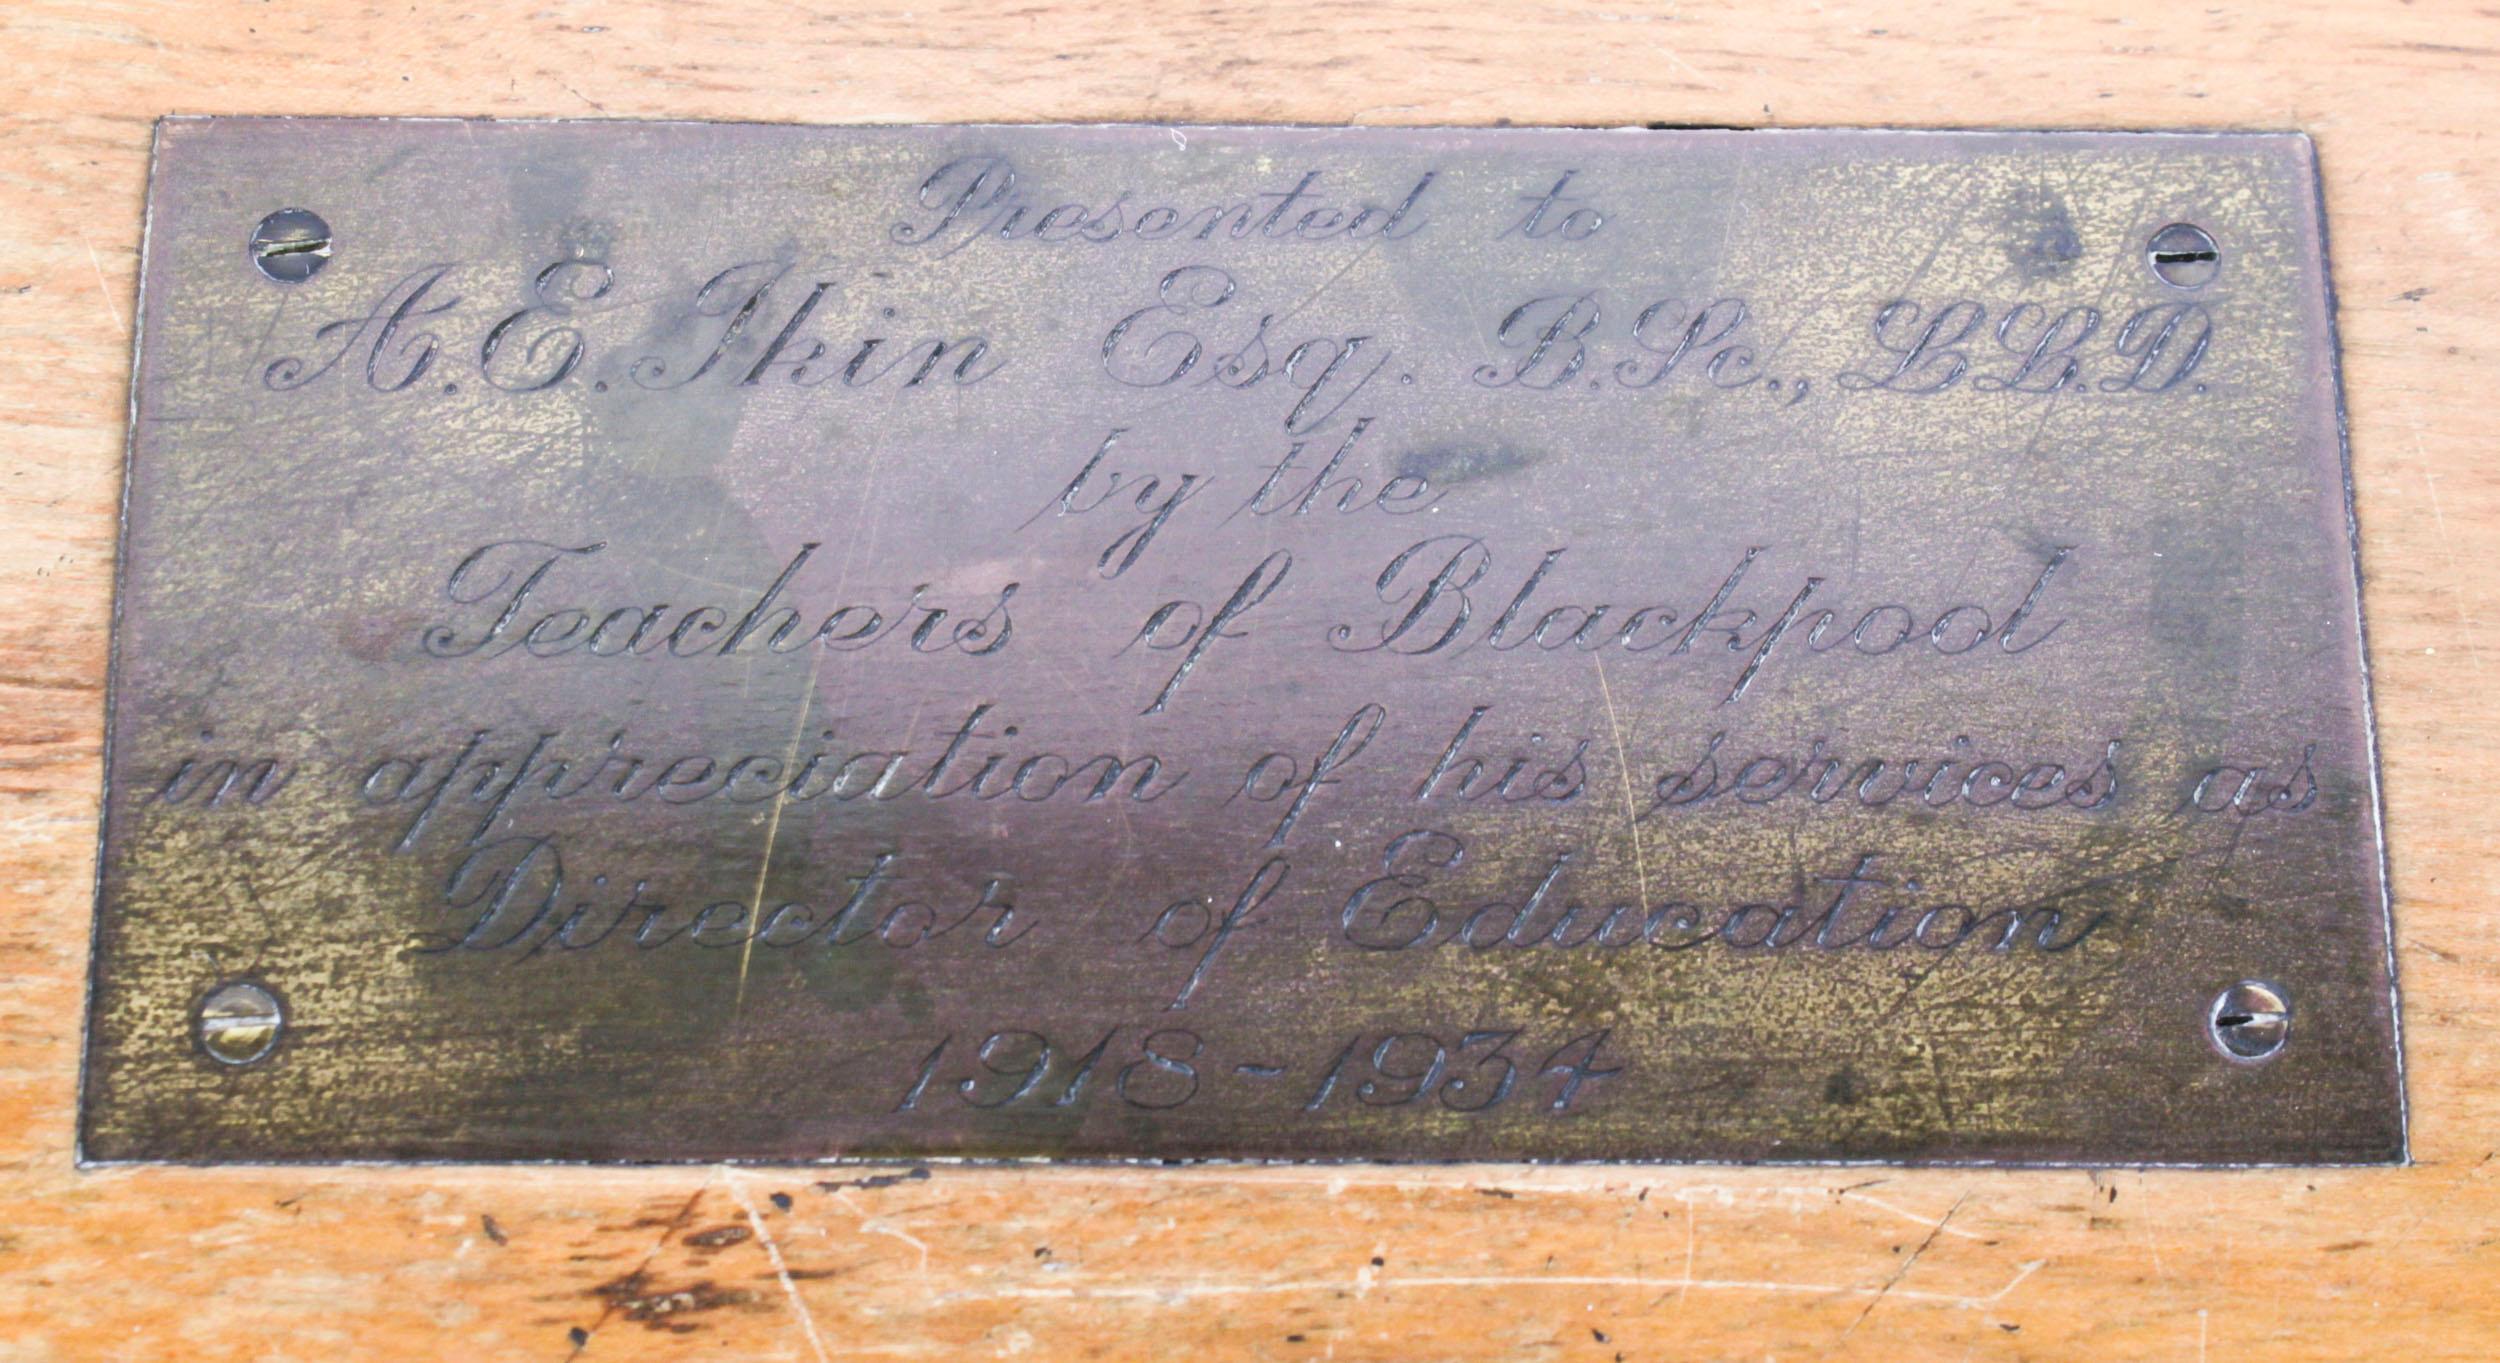 Presented to
A. E. Ikin Esq. B.Sc., LL.D.
by the
Teachers of Blackpool
in appreciation of his services as
Director of Education
1918-1934